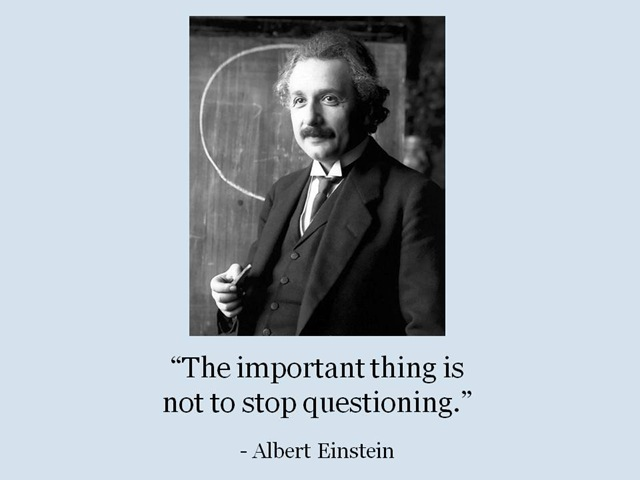 “The important thing is
not to stop questioning.”
- Albert Einstein